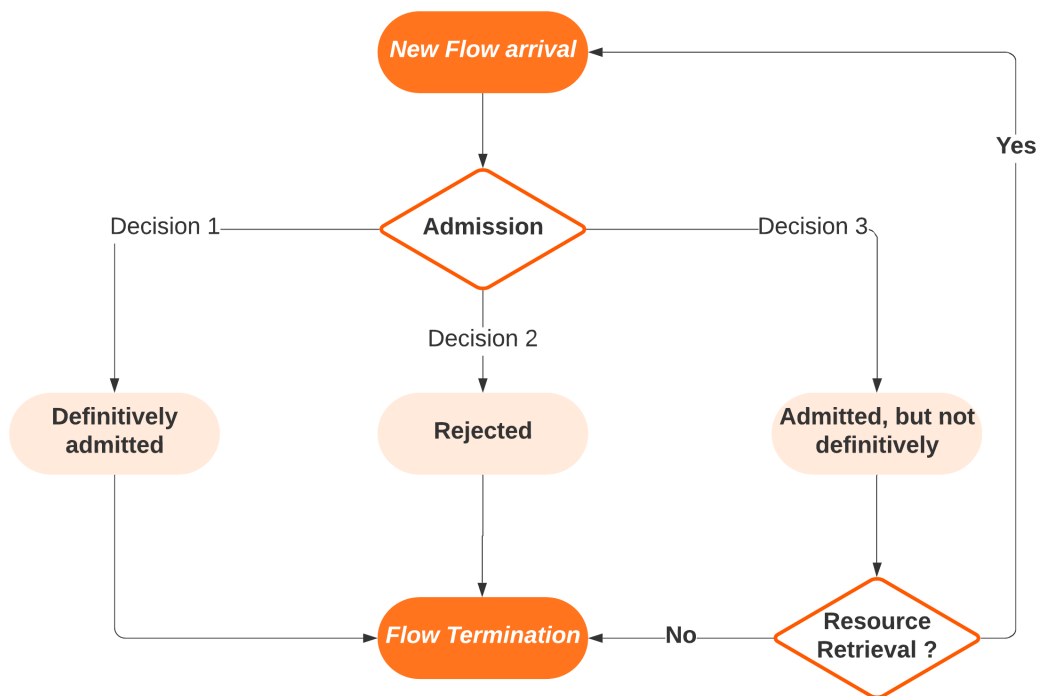 New Flow arrival
Yes
Decision 1
Admission
Decision 3
Decision 2
Definitively
admitted
Rejected
Admitted, but not
definitively
Flow Termination
No
Resource
Retrieval ?